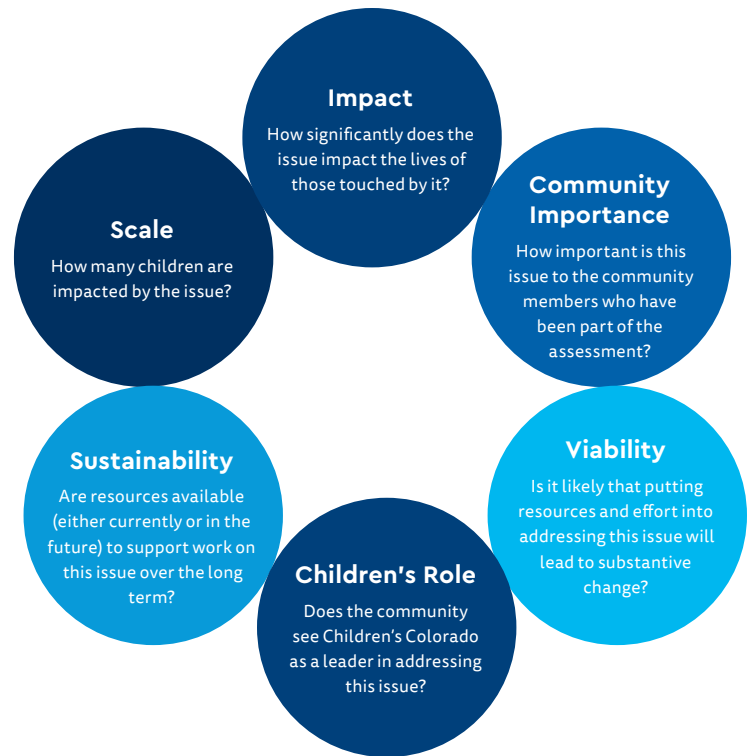 Impact
How significantly does the
issue impact the lives of
those touched by it?
Community
Importance
How important is this
issue to the community
members who have
been part of the
assessment?
Viability
Is it likely that putting
resources and effort into
addressing this issue will
lead to substantive
change?
Children's Role
Does the community
see Children's Colorado
as a leader in addressing
this issue?
Sustainability
Are resources available
(either currently or in the
future) to support work on
this issue over the long
term?
Scale
How many children are
impacted by the issue?